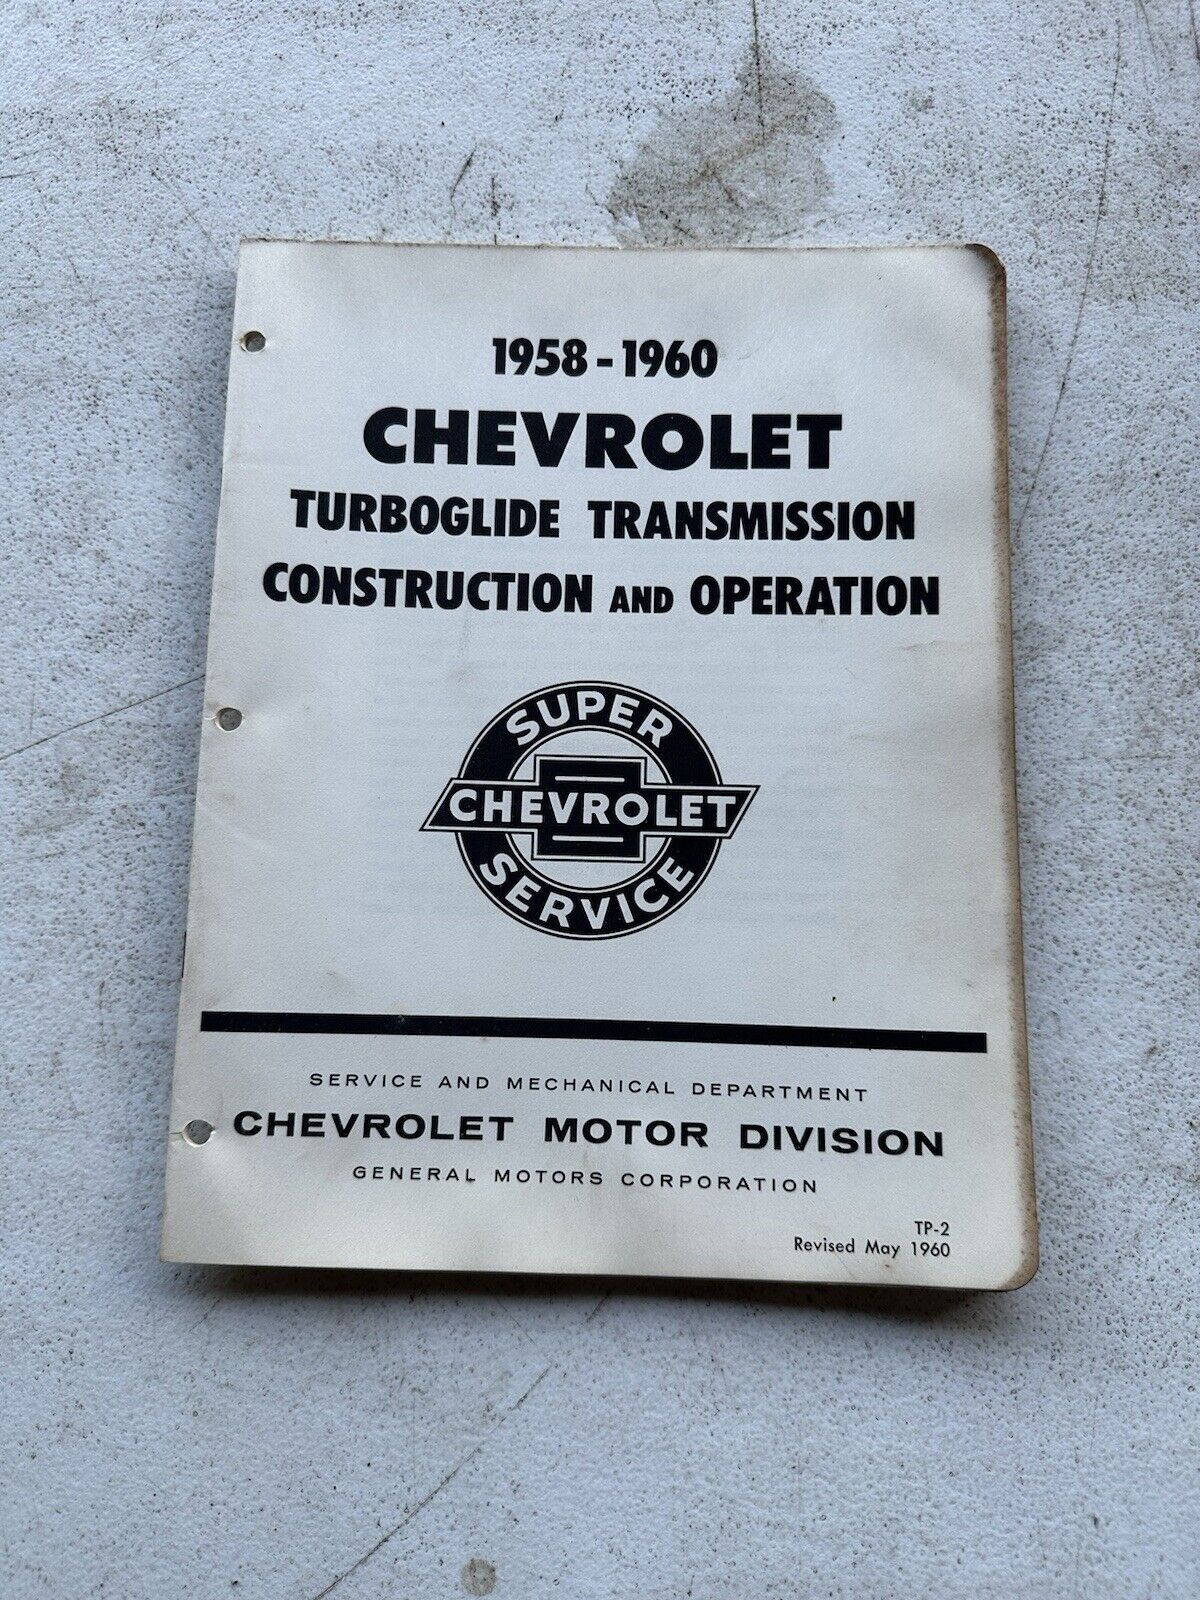 1958-1960
CHEVROLET
TURBOGLIDE TRANSMISSION
CONSTRUCTION AND OPERATION
SUPER
CHEVROLET
SERVICE
SERVICE AND MECHANICAL DEPARTMENT
CHEVROLET MOTOR DIVISION
GENERAL MOTORS CORPORATION
TP-2
Revised May 1960